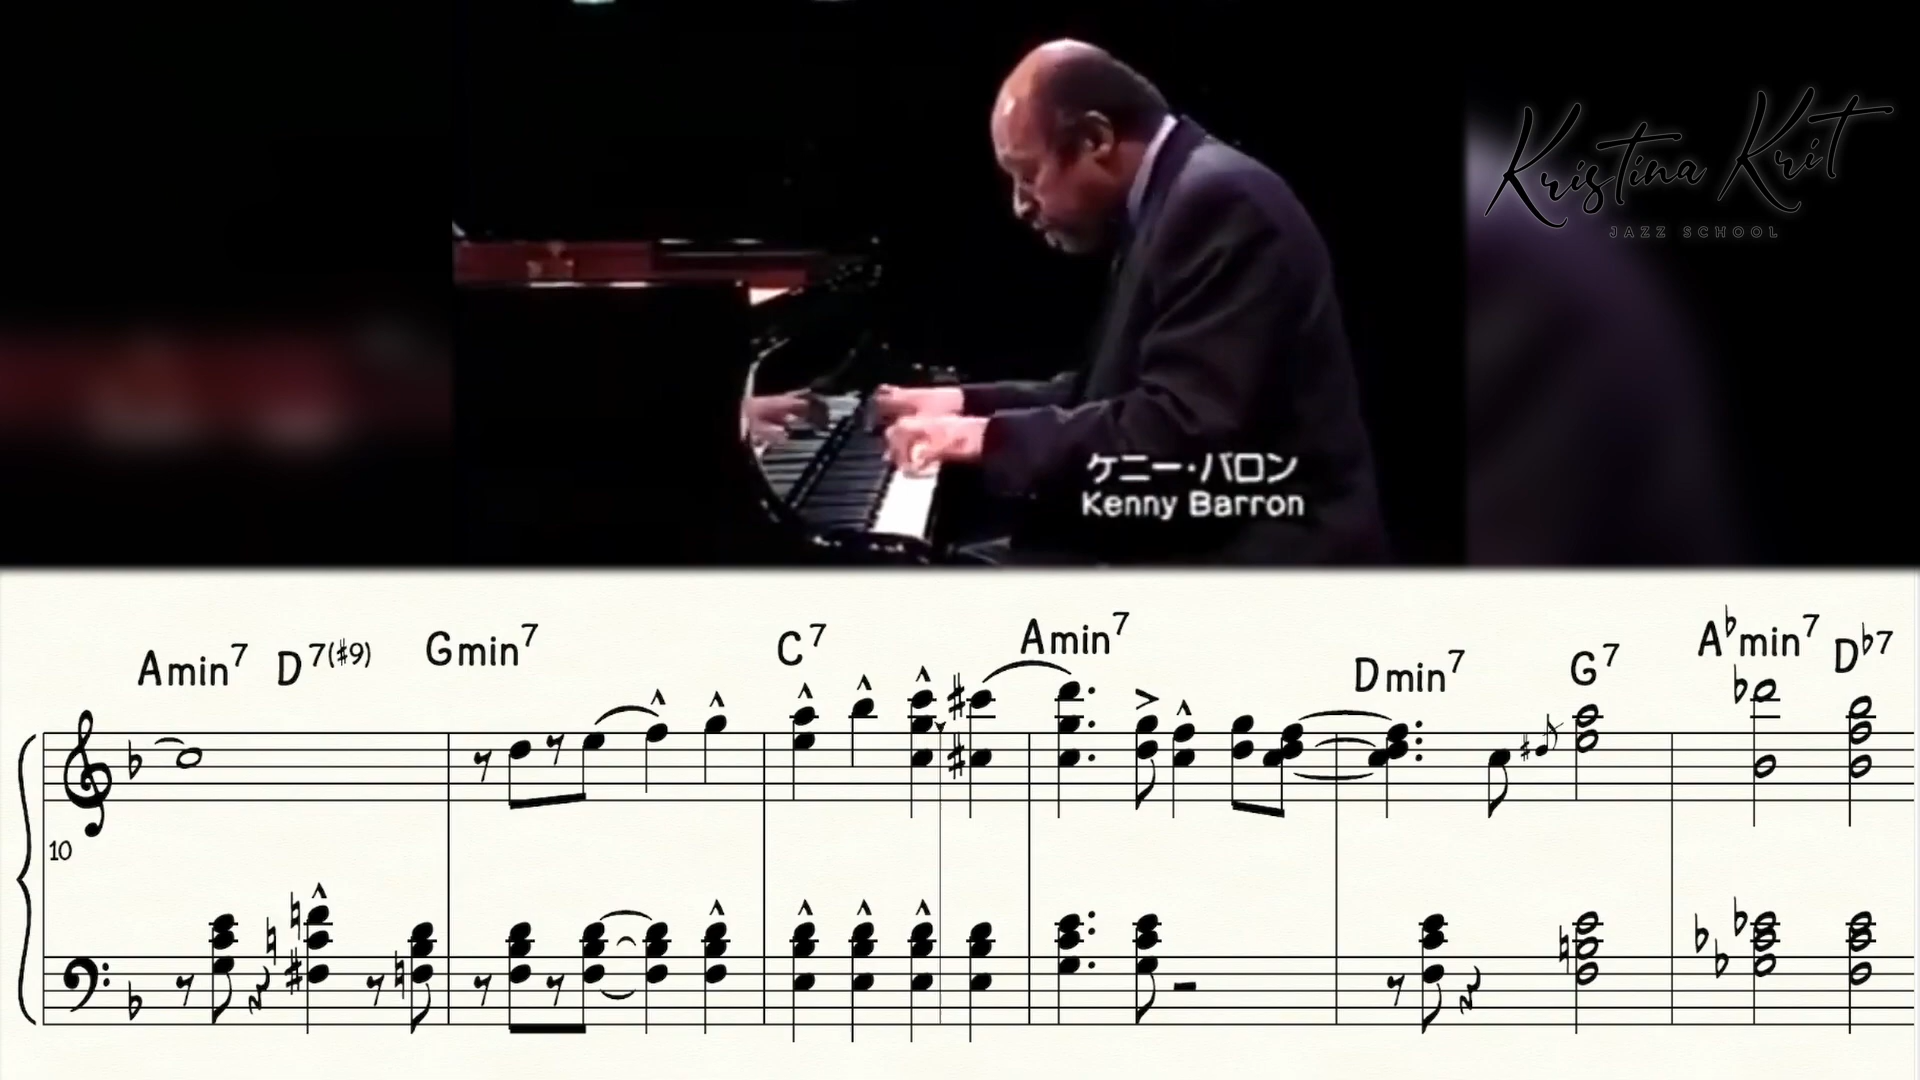 Kristina Krit
JAZZ SCHOOL
ケニー・バロン
Kenny Barron
Amin7 D7(♯9) Gmin7 C7 Amin7 Dmin7 G7 A♭min7 D♭7
10